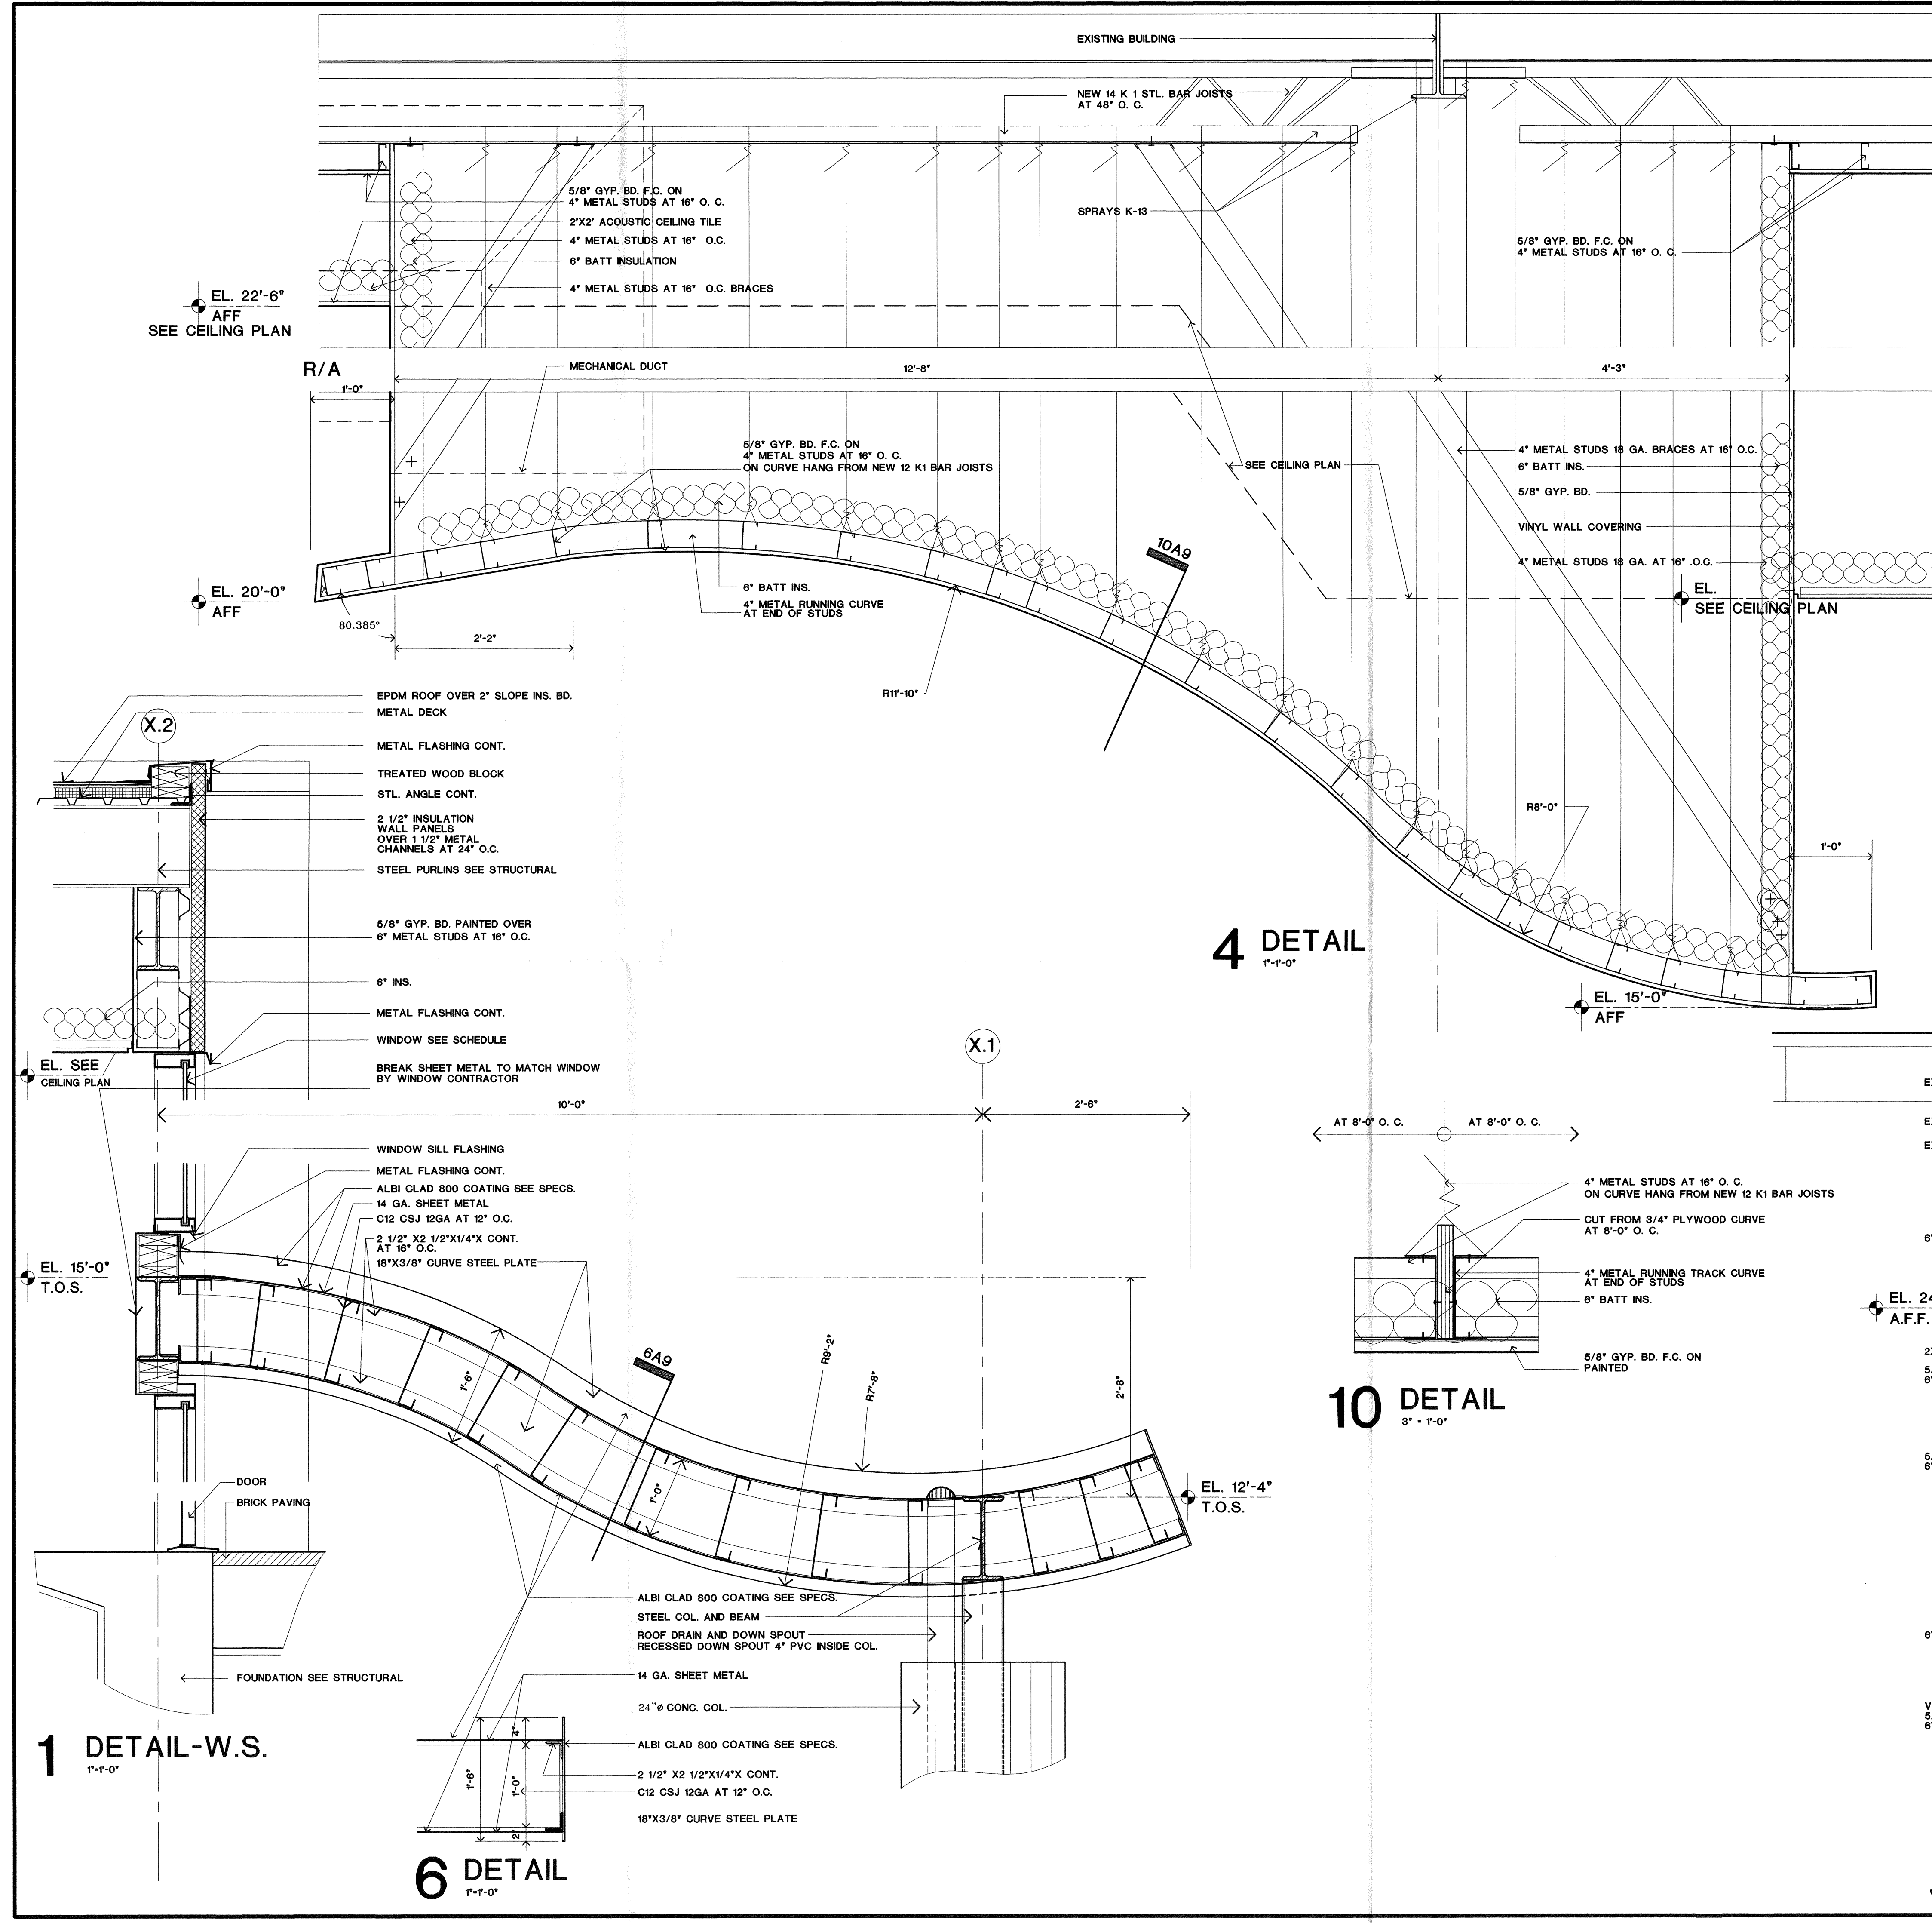 EXISTING BUILDING
NEW 14 K 1 STL. BAR JOISTS
AT 48" O. C.
5/8" GYP. BD. F.C. ON
4" METAL STUDS AT 16" O. C.
2'X2' ACOUSTIC CEILING TILE
4" METAL STUDS AT 16" O.C.
6" BATT INSULATION
4" METAL STUDS AT 16" O.C. BRACES
SPRAYS K-13
5/8" GYP. BD. F.C. ON
4" METAL STUDS AT 16" O. C.
EL. 22'-6"
AFF
SEE CEILING PLAN
R/A
1'-0"
MECHANICAL DUCT
12'-8"
4'-3"
5/8" GYP. BD. F.C. ON
4" METAL STUDS AT 16" O. C.
ON CURVE HANG FROM NEW 12 K1 BAR JOISTS
SEE CEILING PLAN
4" METAL STUDS 18 GA. BRACES AT 16" O.C.
6" BATT INS.
5/8" GYP. BD.
VINYL WALL COVERING
4" METAL STUDS 18 GA. AT 16" .O.C.
10A9
EL. 20'-0"
AFF
80.385°
2'-2"
6" BATT INS.
4" METAL RUNNING CURVE
AT END OF STUDS
R11'-10"
EL.
SEE CEILING PLAN
R8'-0"
1'-0"
4 DETAIL
1"=1'-0"
EL. 15'-0"
AFF
X.2
EPDM ROOF OVER 2" SLOPE INS. BD.
METAL DECK
METAL FLASHING CONT.
TREATED WOOD BLOCK
STL. ANGLE CONT.
2 1/2" INSULATION
WALL PANELS
OVER 1 1/2" METAL
CHANNELS AT 24" O.C.
STEEL PURLINS SEE STRUCTURAL
5/8" GYP. BD. PAINTED OVER
6" METAL STUDS AT 16" O.C.
6" INS.
METAL FLASHING CONT.
WINDOW SEE SCHEDULE
BREAK SHEET METAL TO MATCH WINDOW
BY WINDOW CONTRACTOR
EL. SEE
CEILING PLAN
X.1
10'-0"
2'-6"
WINDOW SILL FLASHING
METAL FLASHING CONT.
ALBI CLAD 800 COATING SEE SPECS.
14 GA. SHEET METAL
C12 CSJ 12GA AT 12" O.C.
2 1/2" X2 1/2"X1/4"X CONT.
AT 16" O.C.
18"X3/8" CURVE STEEL PLATE
EL. 15'-0"
T.O.S.
6A9
1'-6"
1'-0"
R9'-2"
R7'-8"
2'-8"
EL. 12'-4"
T.O.S.
DOOR
BRICK PAVING
FOUNDATION SEE STRUCTURAL
ALBI CLAD 800 COATING SEE SPECS.
STEEL COL. AND BEAM
ROOF DRAIN AND DOWN SPOUT
RECESSED DOWN SPOUT 4" PVC INSIDE COL.
14 GA. SHEET METAL
24"ø CONC. COL.
ALBI CLAD 800 COATING SEE SPECS.
2 1/2" X2 1/2"X1/4"X CONT.
C12 CSJ 12GA AT 12" O.C.
18"X3/8" CURVE STEEL PLATE
1 DETAIL-W.S.
1"=1'-0"
1'-6"
4"
1'-0"
2'
6 DETAIL
1"=1'-0"
AT 8'-0" O. C.
AT 8'-0" O. C.
4" METAL STUDS AT 16" O. C.
ON CURVE HANG FROM NEW 12 K1 BAR JOISTS
CUT FROM 3/4" PLYWOOD CURVE
AT 8'-0" O. C.
4" METAL RUNNING TRACK CURVE
AT END OF STUDS
6" BATT INS.
5/8" GYP. BD. F.C. ON
PAINTED
10 DETAIL
3" = 1'-0"
EL. 24
A.F.F.